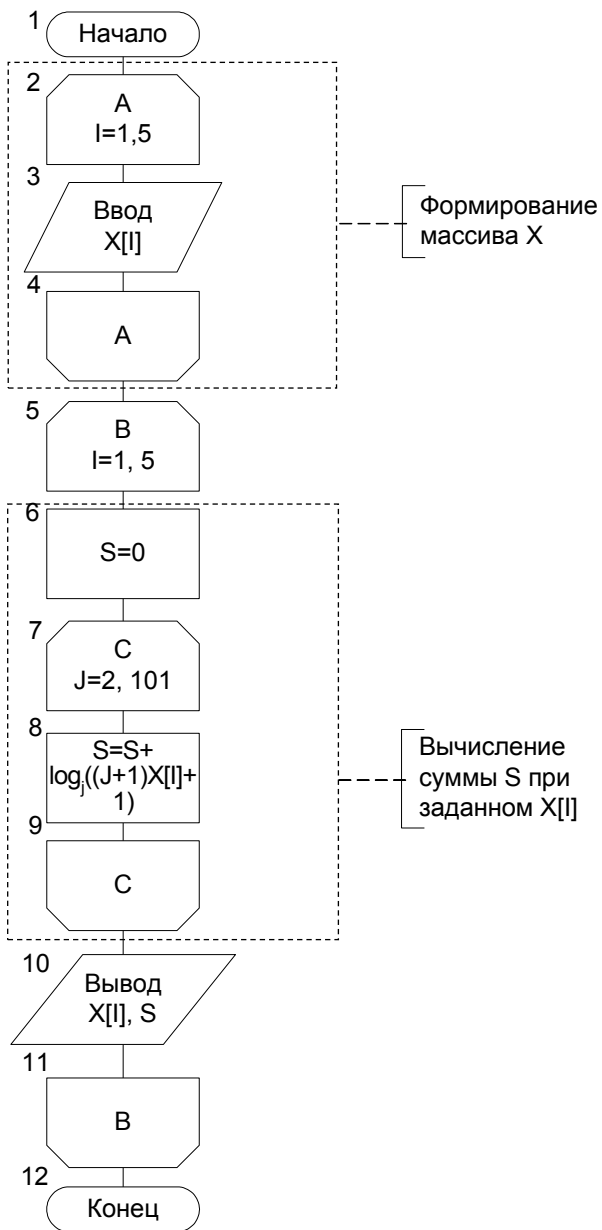 1
Начало
2
A
I=1,5
3
Ввод
X[I]
4
A
Формирование
массива X
5
B
I=1, 5
6
S=0
7
C
J=2, 101
8
S=S+
logj((J+1)X[I]+
1)
9
C
Вычисление
суммы S при
заданном X[I]
10
Вывод
X[I], S
11
B
12
Конец